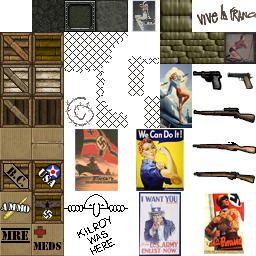 VIVE la FRANCE
We Can Do It!
B.C.
USA
AMMO
MRE
MEDS
KILROY
WAS
HERE
I WANT YOU
FOR U.S. ARMY
ENLIST NOW